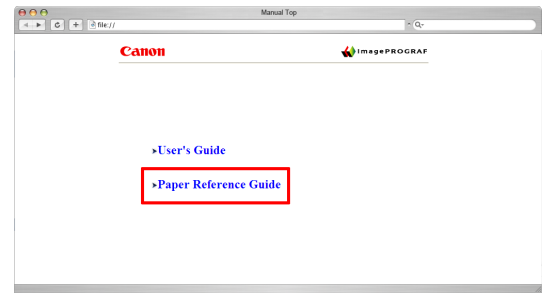 Manual Top
file://
Canon
imagePROGRAF
➤User's Guide
➤Paper Reference Guide